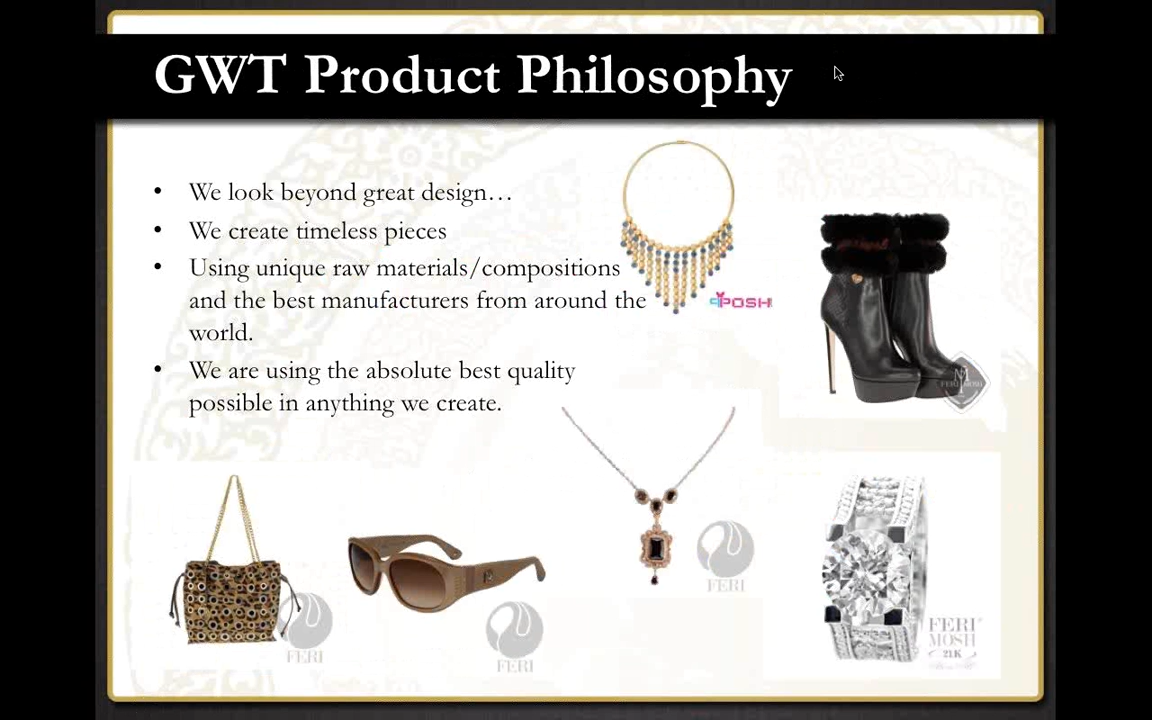 GWT Product Philosophy
• We look beyond great design…
• We create timeless pieces
• Using unique raw materials/compositions
and the best manufacturers from around the
world.
• We are using the absolute best quality
possible in anything we create.
POSH
FERI MOSH
FERI
FERI
FERI
FERI
MOSH
21K